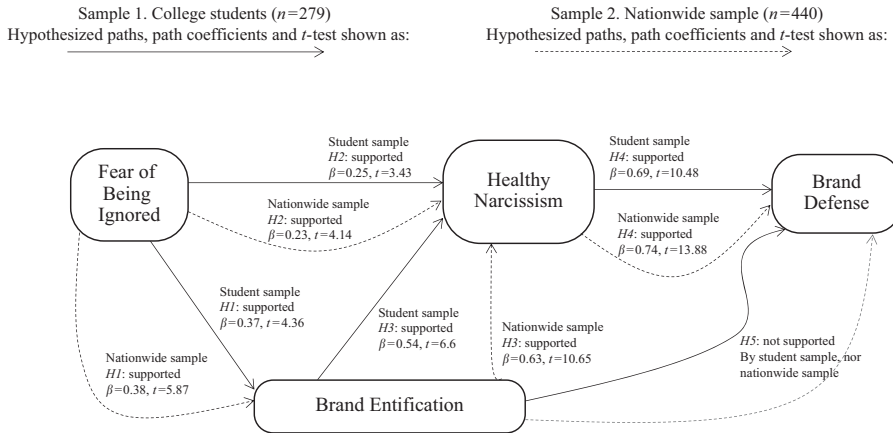 Sample 1. College students (n=279)
Hypothesized paths, path coefficients and t-test shown as:
Sample 2. Nationwide sample (n=440)
Hypothesized paths, path coefficients and t-test shown as:
Fear of
Being
Ignored
Student sample
H2: supported
β=0.25, t=3.43
Nationwide sample
H2: supported
β=0.23, t=4.14
Healthy
Narcissism
Student sample
H4: supported
β=0.69, t=10.48
Nationwide sample
H4: supported
β=0.74, t=13.88
Brand
Defense
Student sample
H1: supported
β=0.37, t=4.36
Nationwide sample
H1: supported
β=0.38, t=5.87
Student sample
H3: supported
β=0.54, t=6.6
Nationwide sample
H3: supported
β=0.63, t=10.65
H5: not supported
By student sample, nor
nationwide sample
Brand Entification